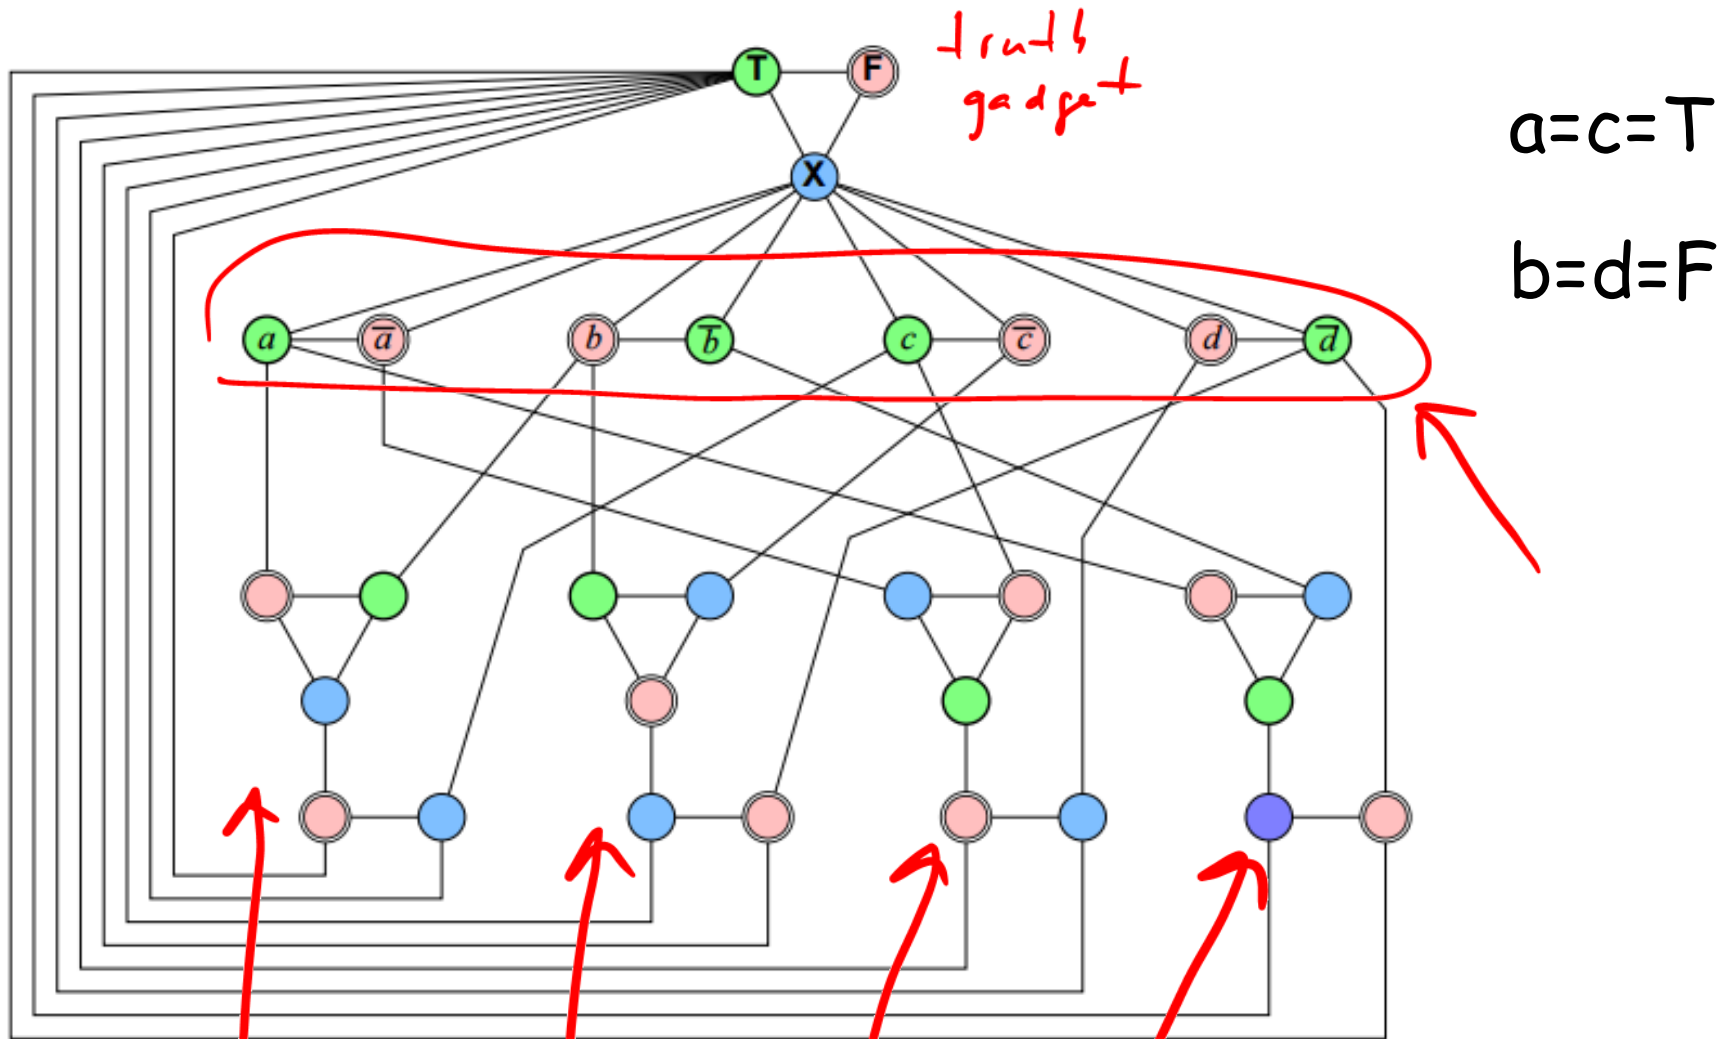 T F
truth
gadget
a=c=T
X
b=d=F
a a̅ b b̅ c c̅ d d̅